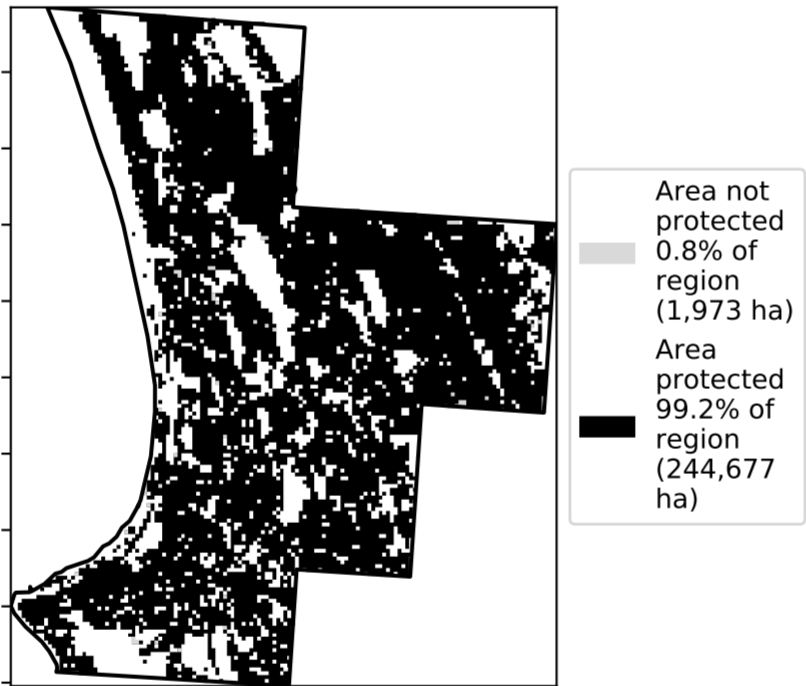 Area not
protected
0.8% of
region
(1,973 ha)
Area
protected
99.2% of
region
(244,677
ha)